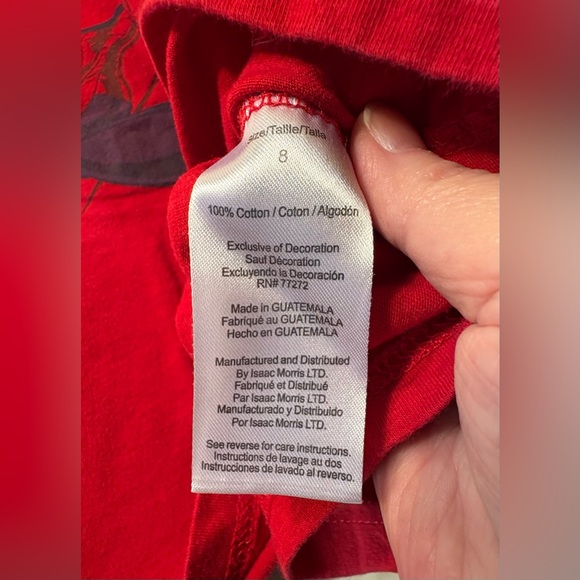 Size/Taille/Talla
8
100% Cotton / Coton / Algodón
Exclusive of Decoration
Sauf Décoration
Excluyendo la Decoración
RN# 77272
Made in GUATEMALA
Fabriqué au GUATEMALA
Hecho en GUATEMALA
Manufactured and Distributed
By Isaac Morris LTD.
Fabriqué et Distribué
Par Isaac Morris LTD.
Manufacturado y Distribuido
Por Isaac Morris LTD.
See reverse for care instructions.
Instructions de lavage au dos
Instrucciones de lavado al reverso.